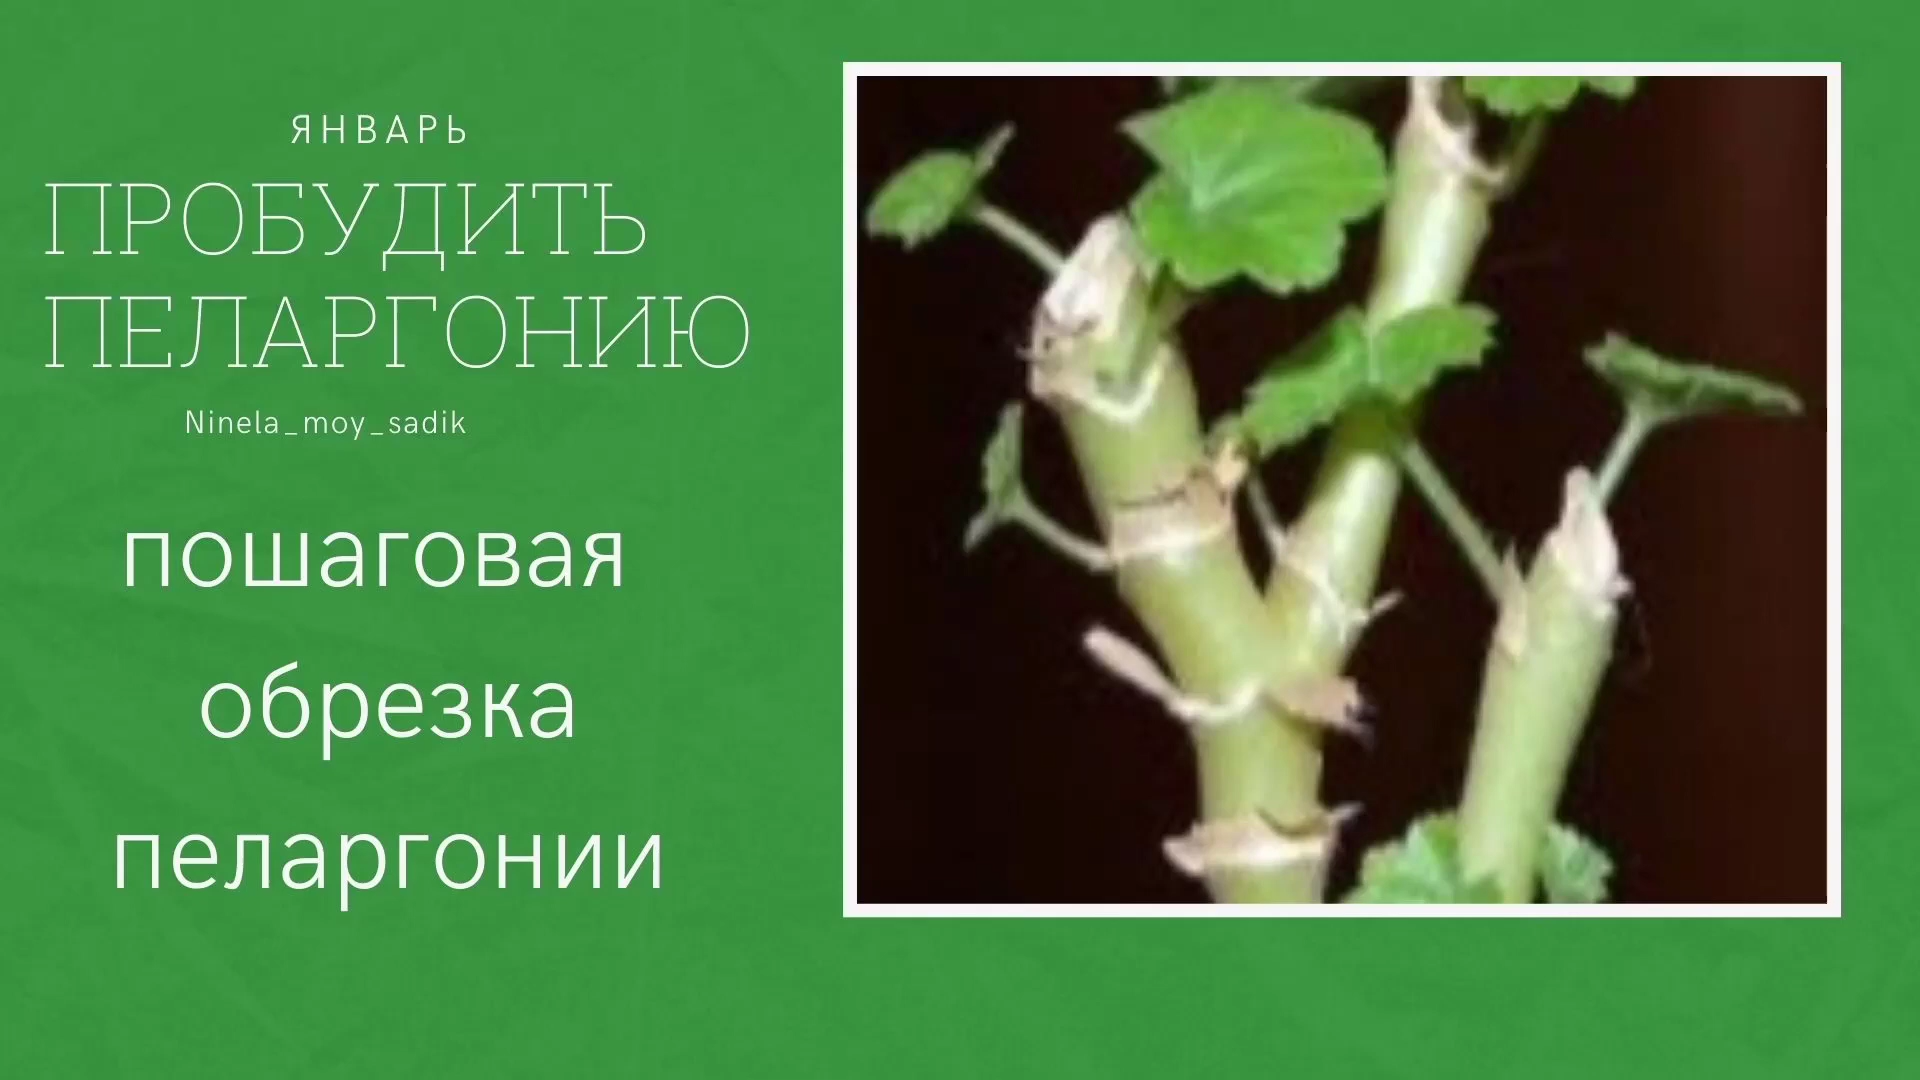 ЯНВАРЬ
ПРОБУДИТЬ
ПЕЛАРГОНИЮ
Ninela_moy_sadik
пошаговая
обрезка
пеларгонии